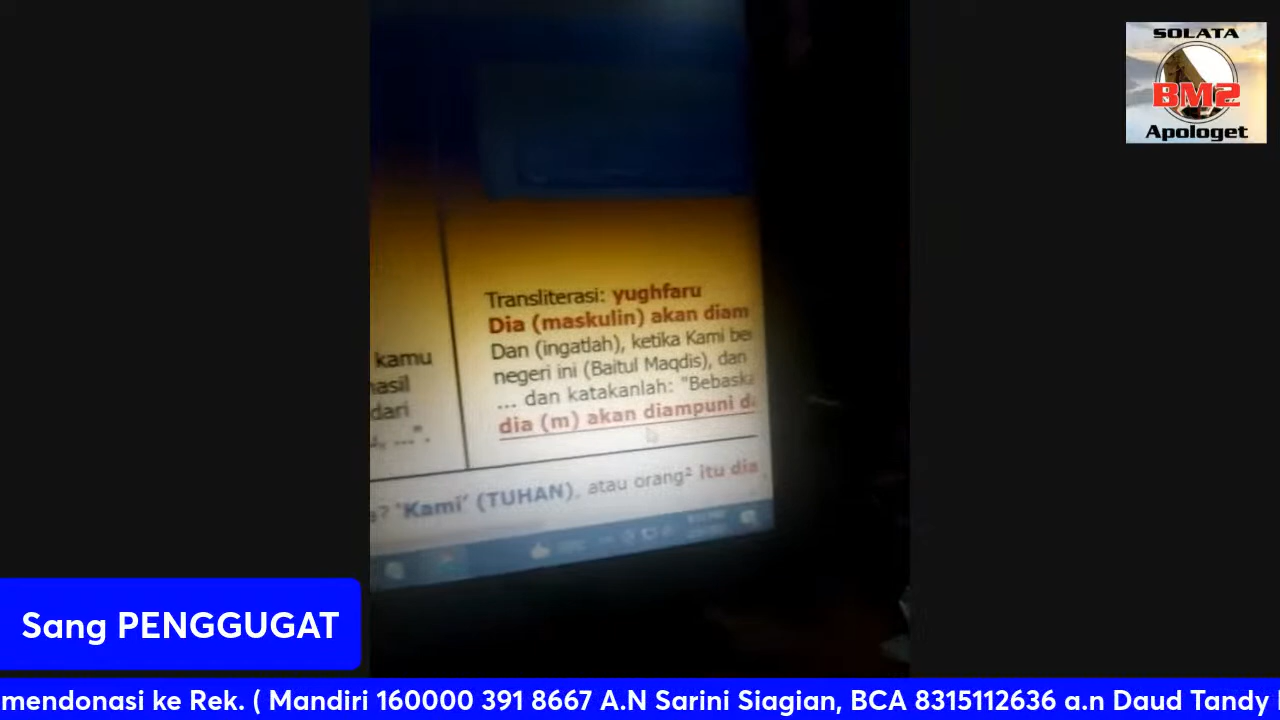 SOLATA
BM2
Apologet
Transliterasi: yughfaru
Dia (maskulin) akan diam
Dan (ingatlah), ketika Kami be
negeri ini (Baitul Maqdis), dan
... dan katakanlah: "Bebask
dia (m) akan diampuni d
kamu
hasil
dari
..."
? 'Kami' (TUHAN), atau orang² itu dia
Sang PENGGUGAT
mendonasi ke Rek. ( Mandiri 160000 391 8667 A.N Sarini Siagian, BCA 8315112636 a.n Daud Tandy